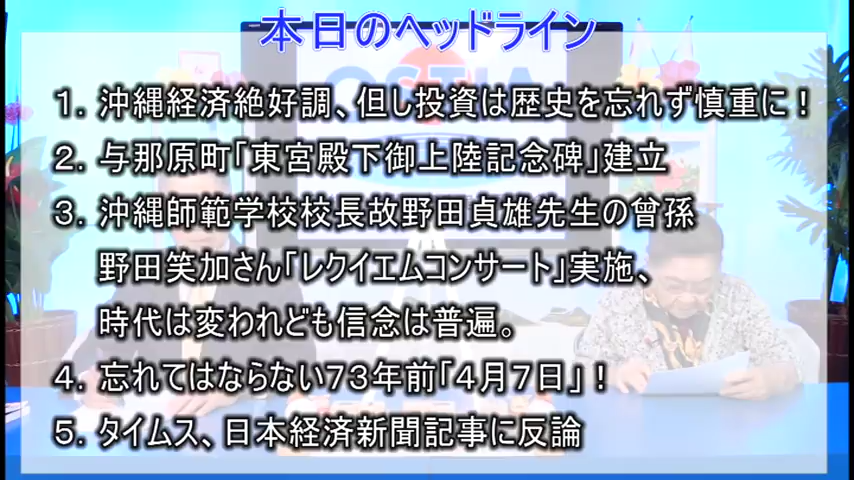 本日のヘッドライン
１．沖縄経済絶好調、但し投資は歴史を忘れず慎重に！
２．与那原町「東宮殿下御上陸記念碑」建立
３．沖縄師範学校校長故野田貞雄先生の曾孫
野田笑加さん「レクイエムコンサート」実施、
時代は変われども信念は普遍。
４．忘れてはならない７３年前「４月７日」！
５．タイムス、日本経済新聞記事に反論